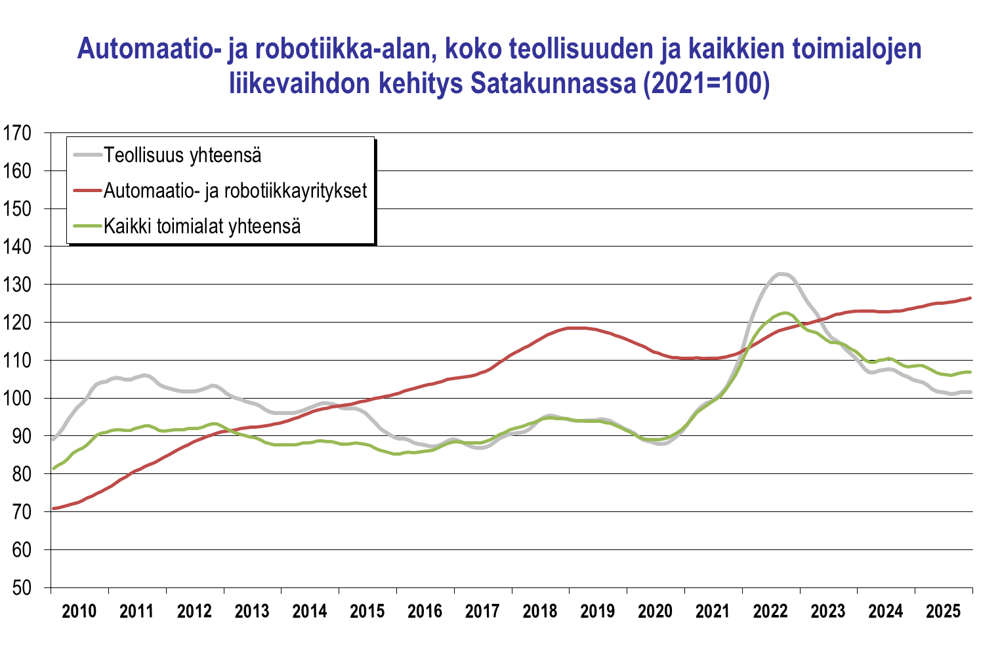 Automaatio- ja robotiikka-alan, koko teollisuuden ja kaikkien toimialojen
liikevaihdon kehitys Satakunnassa (2021=100)
170
160
150
140
130
120
110
100
90
80
70
60
50
Teollisuus yhteensä
Automaatio- ja robotiikkayritykset
Kaikki toimialat yhteensä
2010 2011 2012 2013 2014 2015 2016 2017 2018 2019 2020 2021 2022 2023 2024 2025